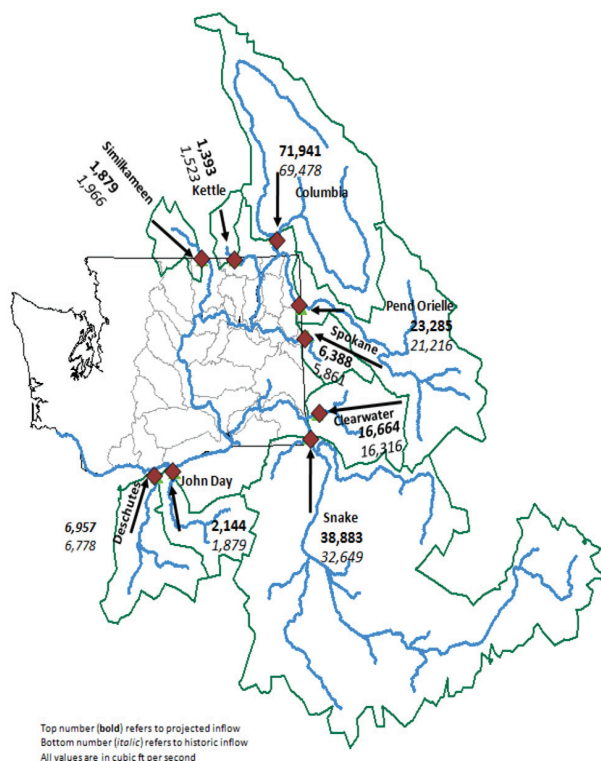 Similkameen
1,879
1,966
1,393
1,523
Kettle
71,941
69,478
Columbia
Pend Orielle
23,285
21,216
Spokane
6,388
5,861
Clearwater
16,664
16,316
John Day
2,144
1,879
Deschutes
6,957
6,778
Snake
38,883
32,649
Top number (bold) refers to projected inflow
Bottom number (italic) refers to historic inflow
All values are in cubic ft per second